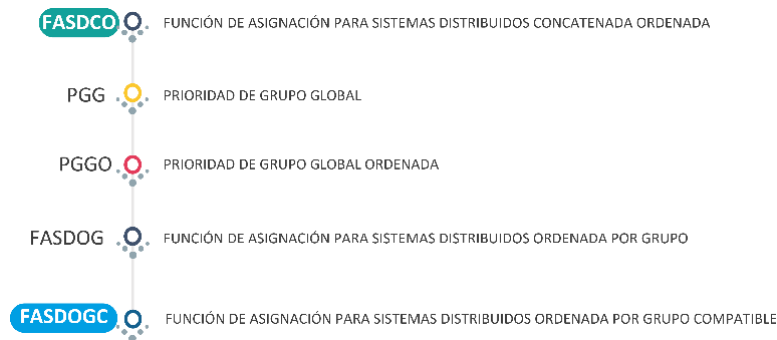 FASDCO FUNCIÓN DE ASIGNACIÓN PARA SISTEMAS DISTRIBUIDOS CONCATENADA ORDENADA
PGG PRIORIDAD DE GRUPO GLOBAL
PGGO PRIORIDAD DE GRUPO GLOBAL ORDENADA
FASDOG FUNCIÓN DE ASIGNACIÓN PARA SISTEMAS DISTRIBUIDOS ORDENADA POR GRUPO
FASDOGC FUNCIÓN DE ASIGNACIÓN PARA SISTEMAS DISTRIBUIDOS ORDENADA POR GRUPO COMPATIBLE